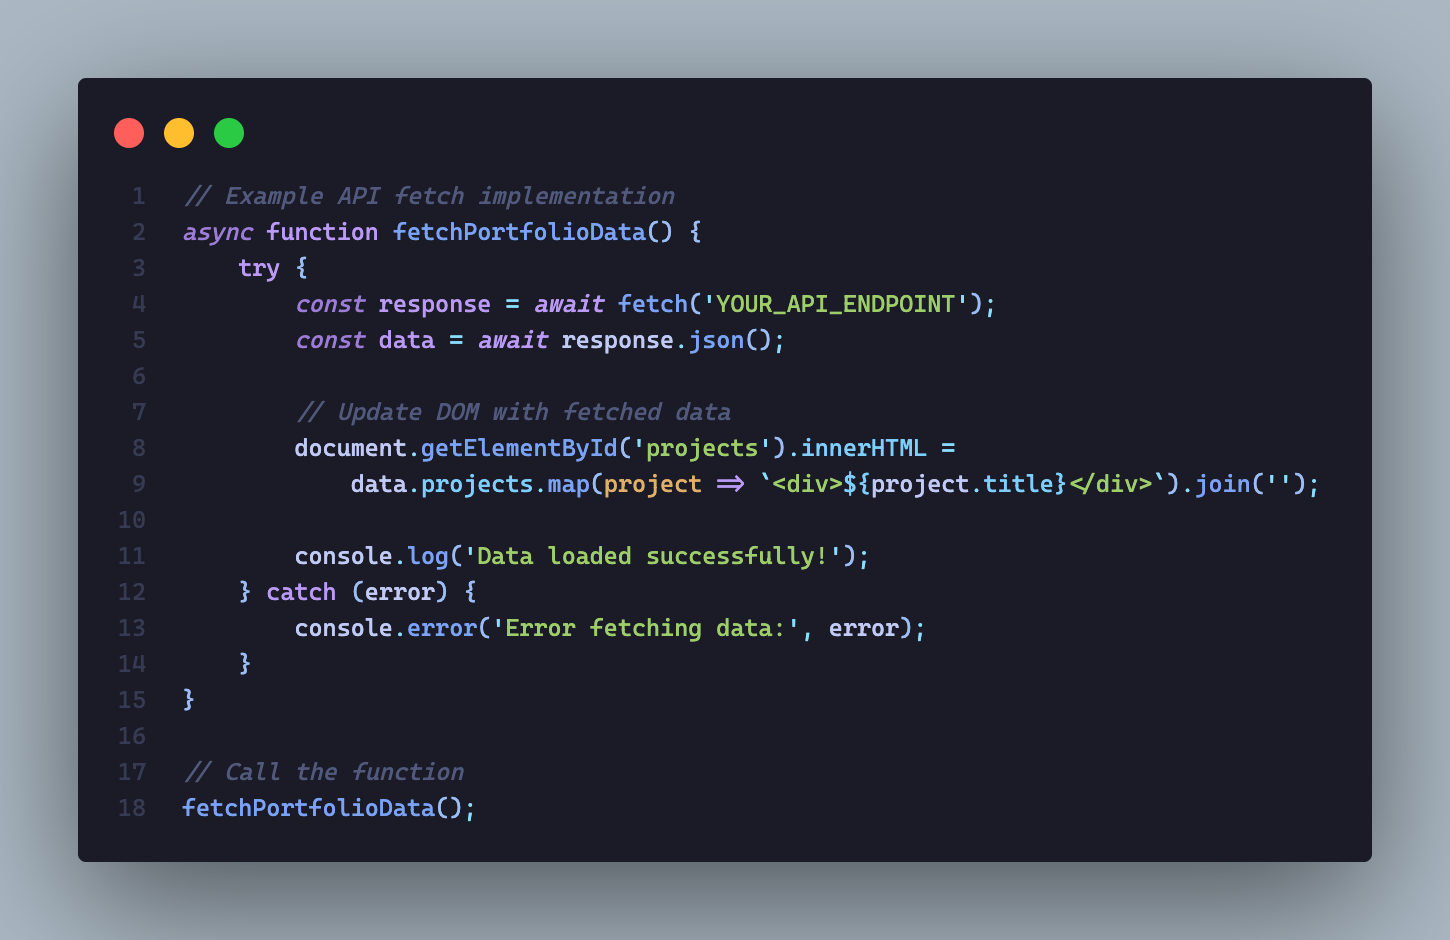 1 // Example API fetch implementation
2 async function fetchPortfolioData() {
3     try {
4         const response = await fetch('YOUR_API_ENDPOINT');
5         const data = await response.json();
6
7         // Update DOM with fetched data
8         document.getElementById('projects').innerHTML =
9             data.projects.map(project => `<div>${project.title}</div>`).join('');
10
11         console.log('Data loaded successfully!');
12     } catch (error) {
13         console.error('Error fetching data:', error);
14     }
15 }
16
17 // Call the function
18 fetchPortfolioData();